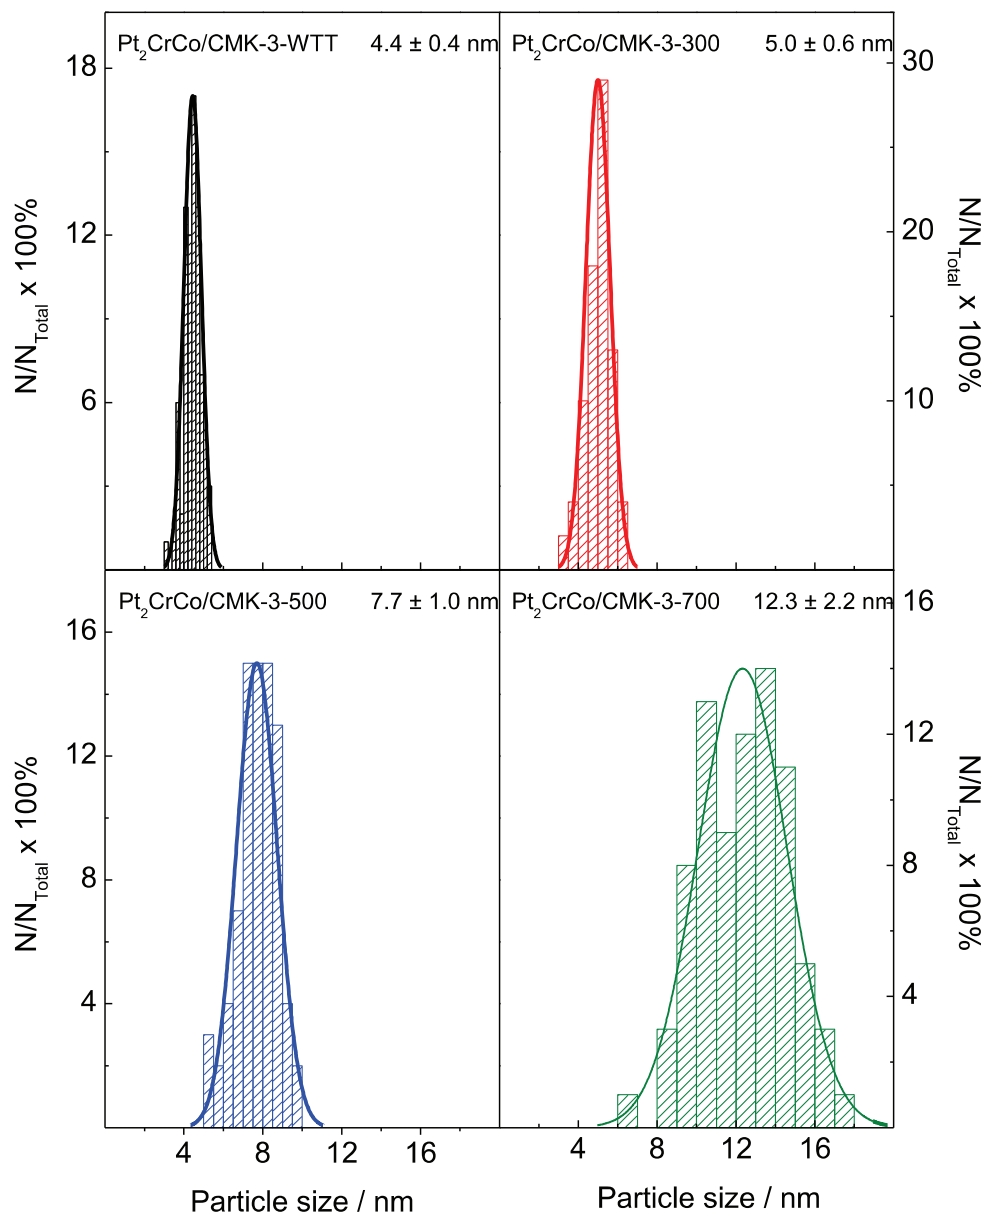 Pt2CrCo/CMK-3-WTT 4.4 ± 0.4 nm
Pt2CrCo/CMK-3-300 5.0 ± 0.6 nm
18
12
6
N/NTotal x 100%
30
20
10
N/NTotal x 100%
Pt2CrCo/CMK-3-500 7.7 ± 1.0 nm
Pt2CrCo/CMK-3-700 12.3 ± 2.2 nm
16
12
8
4
N/NTotal x 100%
16
12
8
4
N/NTotal x 100%
4 8 12 16
4 8 12 16
Particle size / nm
Particle size / nm